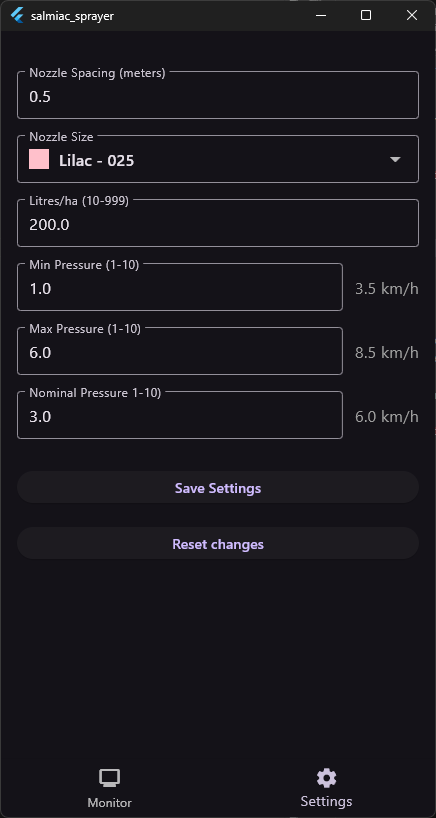 salmiac_sprayer
Nozzle Spacing (meters)
0.5
Nozzle Size
Lilac - 025
Litres/ha (10-999)
200.0
Min Pressure (1-10)
1.0
3.5 km/h
Max Pressure (1-10)
6.0
8.5 km/h
Nominal Pressure 1-10)
3.0
6.0 km/h
Save Settings
Reset changes
Monitor
Settings